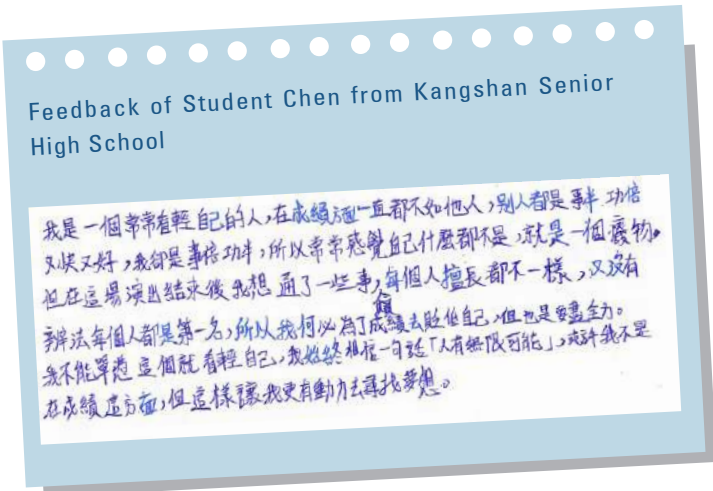 Feedback of Student Chen from Kangshan Senior
High School
我是一個常常看輕自己的人,在成績方面一直都不如他人,別人都是事半功倍
又快又好,我卻是事倍功半,所以常常感覺自己什麼都不是,就是一個廢物。
但在這場演出結束後我想通了一些事,每個人擅長都不一樣,又沒有
辦法每個人都是第一名,所以我何必為了成績去貶低自己,但也是要盡全力。
我不能單憑這個就看輕自己,我始終相信一句話「人有無限可能」,或許我不是
在成績這方面,但這樣讓我更有動力去尋找夢想。